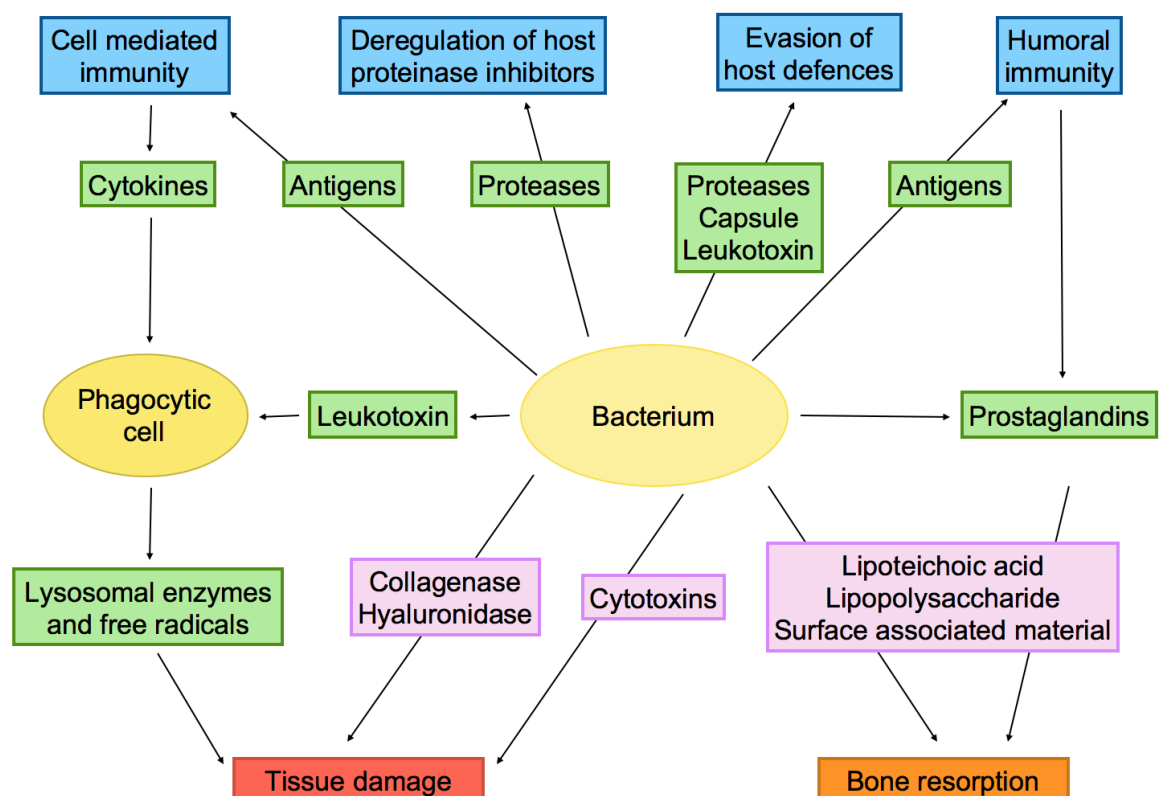 Cell mediated
immunity
Deregulation of host
proteinase inhibitors
Evasion of
host defences
Humoral
immunity
Cytokines
Antigens
Proteases
Proteases
Capsule
Leukotoxin
Antigens
Phagocytic
cell
Leukotoxin
Bacterium
Prostaglandins
Lysosomal enzymes
and free radicals
Collagenase
Hyaluronidase
Cytotoxins
Lipoteichoic acid
Lipopolysaccharide
Surface associated material
Tissue damage
Bone resorption